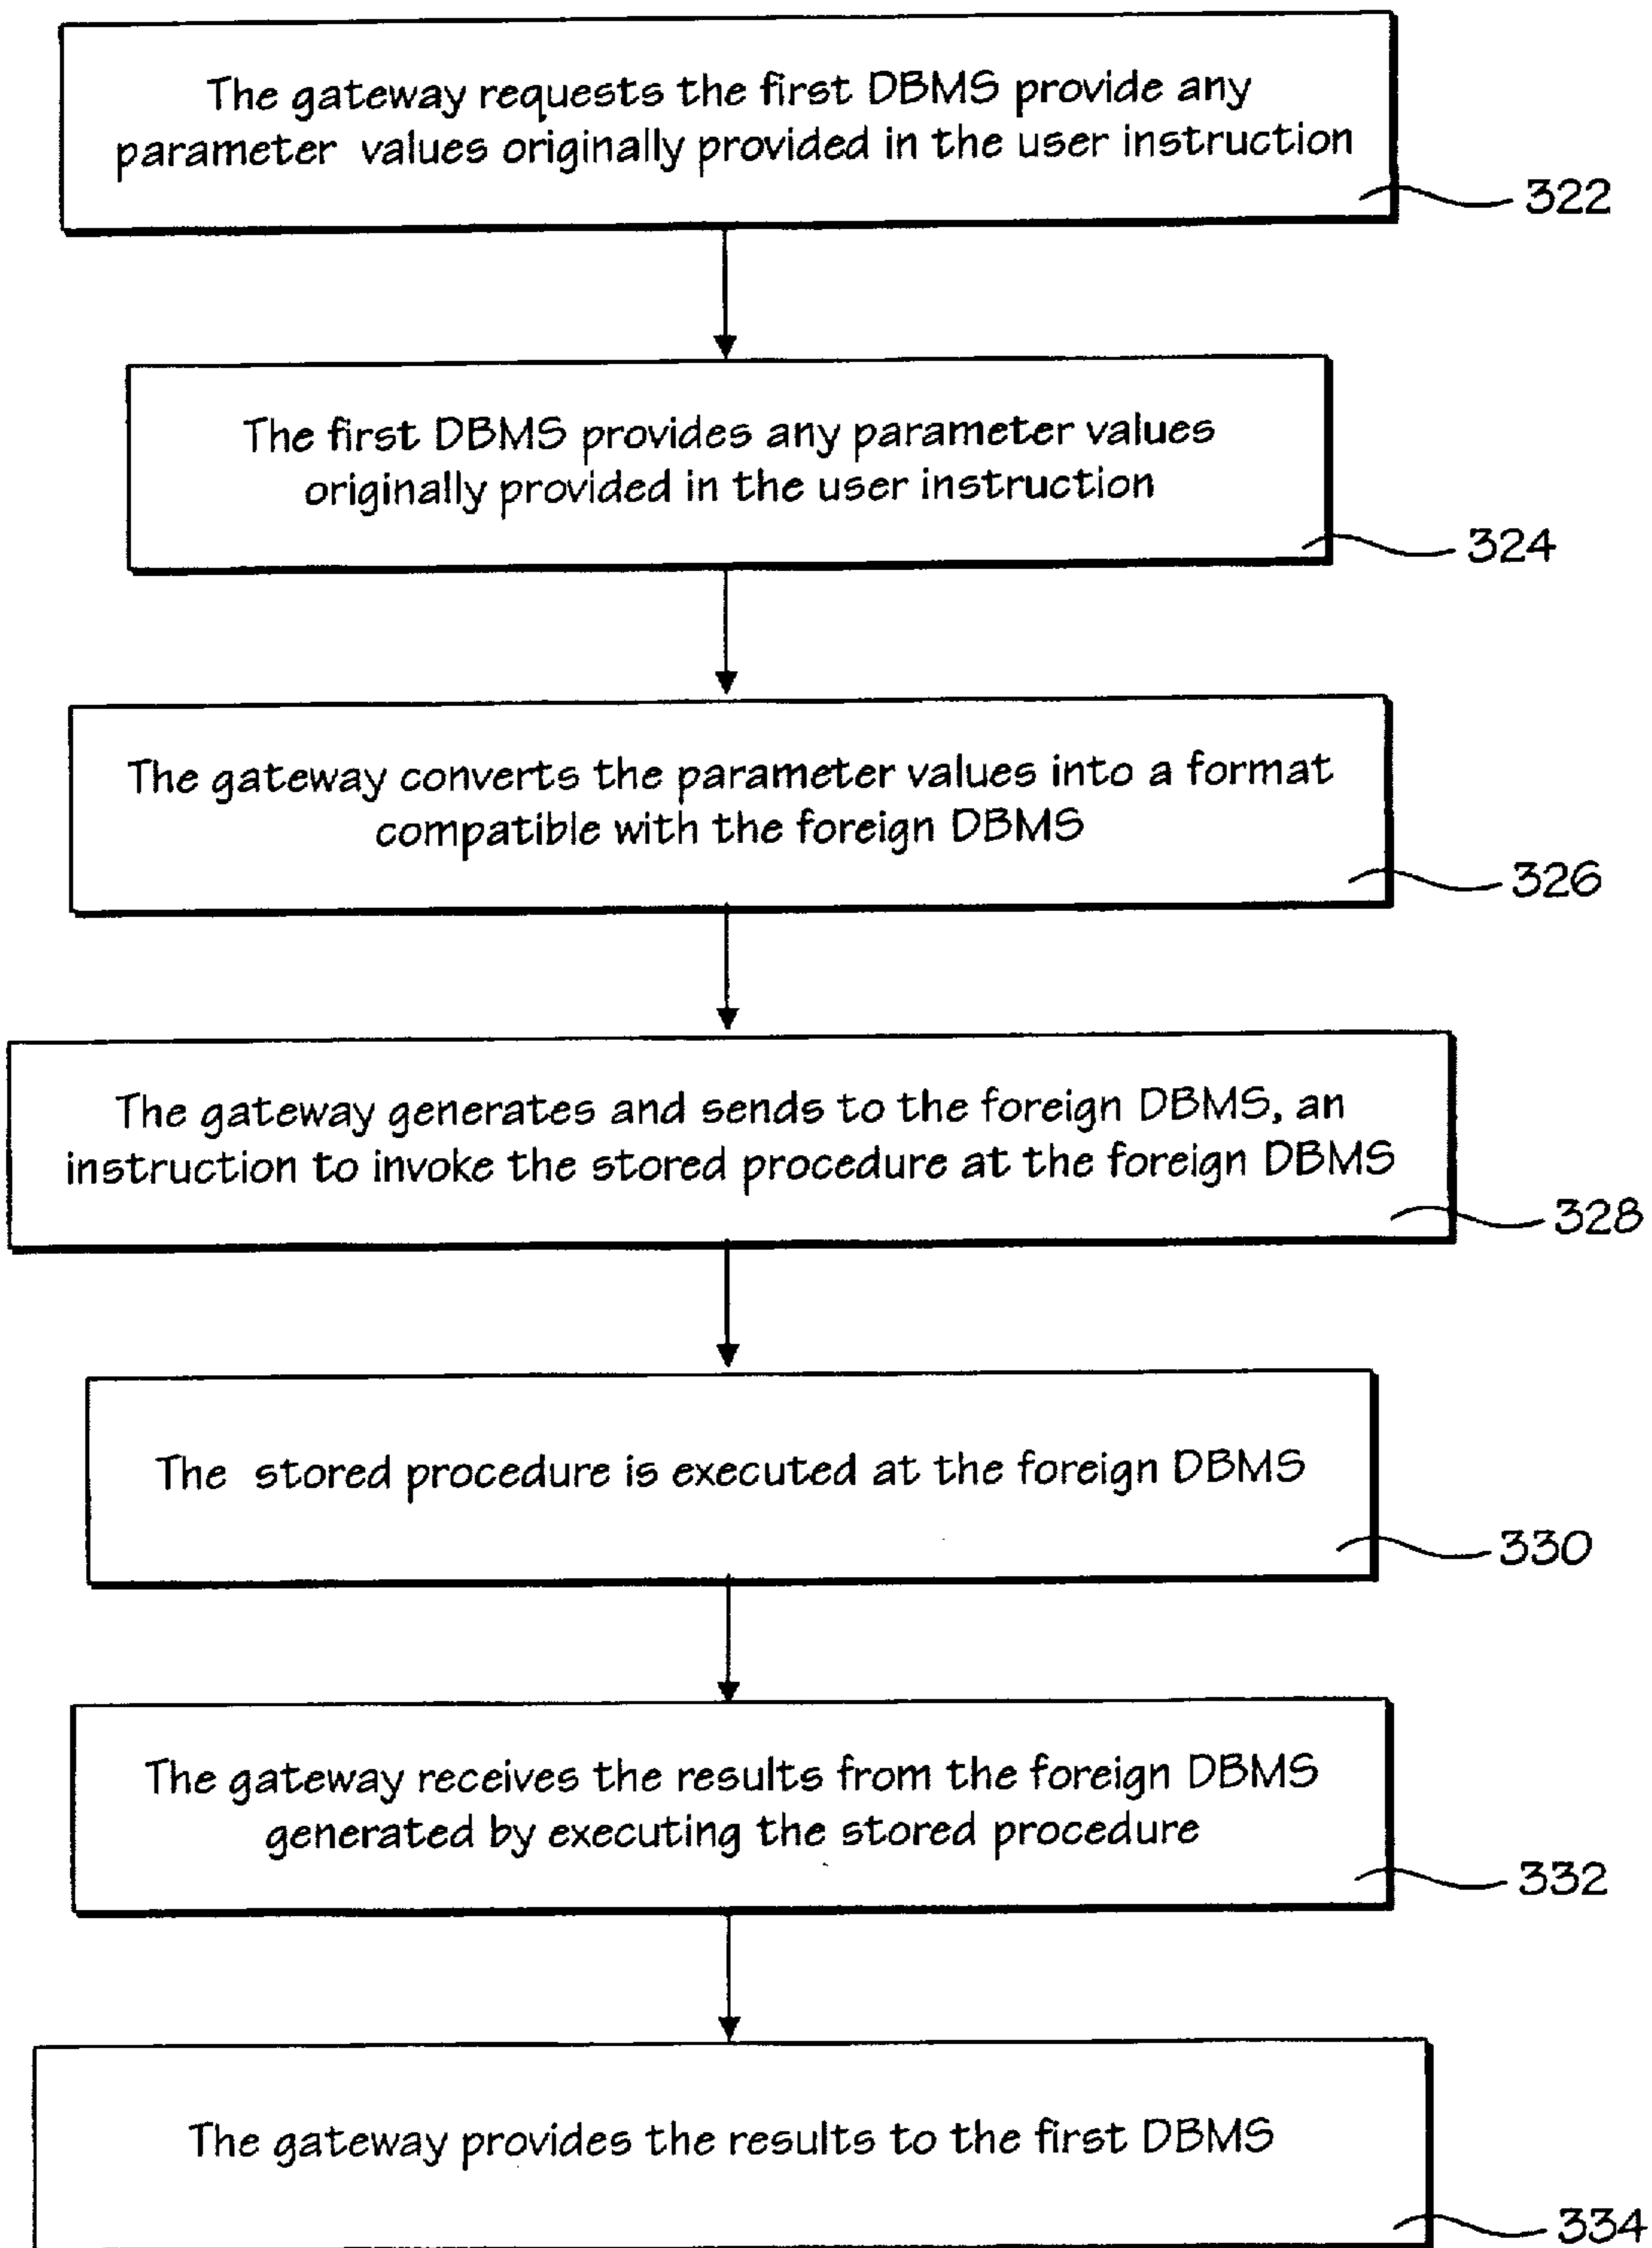 The gateway requests the first DBMS provide any
parameter values originally provided in the user instruction
322
The first DBMS provides any parameter values
originally provided in the user instruction
324
The gateway converts the parameter values into a format
compatible with the foreign DBMS
326
The gateway generates and sends to the foreign DBMS, an
instruction to invoke the stored procedure at the foreign DBMS
328
The stored procedure is executed at the foreign DBMS
330
The gateway receives the results from the foreign DBMS
generated by executing the stored procedure
332
The gateway provides the results to the first DBMS
334